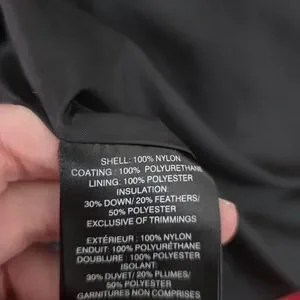 SHELL: 100% NYLON
COATING : 100% POLYURETHANE
LINING: 100% POLYESTER
INSULATION:
30% DOWN/ 20% FEATHERS/
50% POLYESTER
EXCLUSIVE OF TRIMMINGS
EXTÉRIEUR : 100% NYLON
ENDUIT: 100% POLYURÉTHANE
DOUBLURE : 100% POLYESTER
ISOLANT:
30% DUVET/ 20% PLUMES/
50% POLYESTER
GARNITURES NON COMPRISES